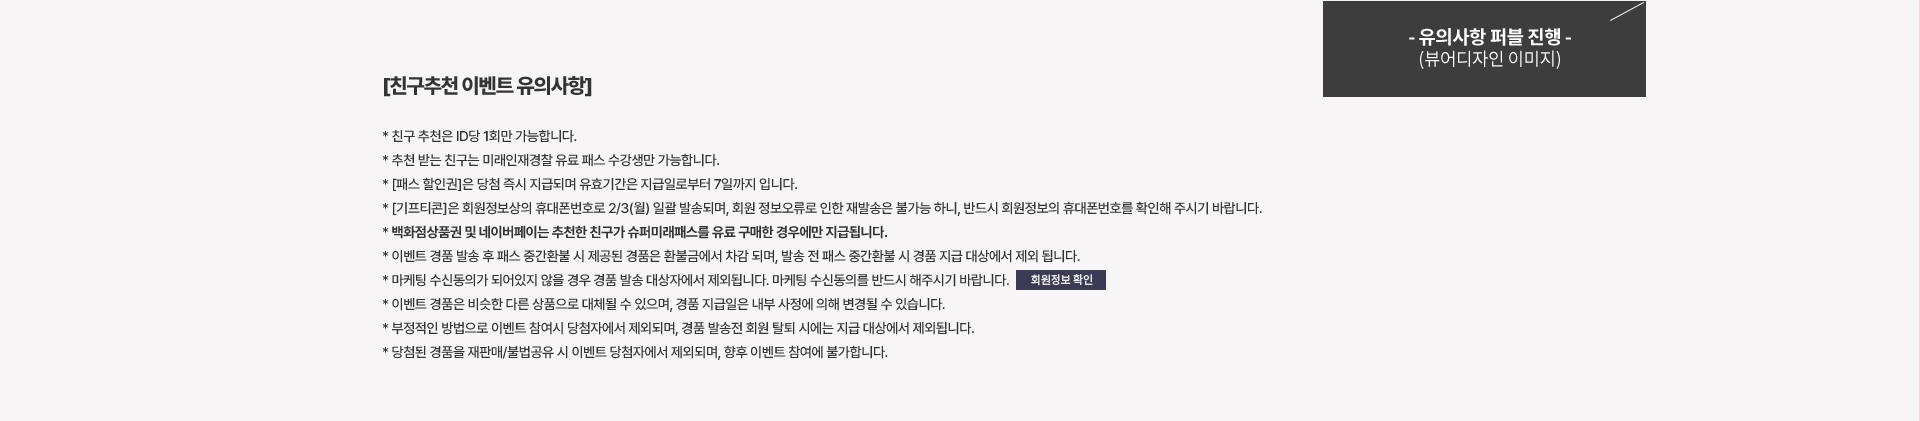 - 유의사항 퍼블 진행 -
(뷰어디자인 이미지)
[친구추천 이벤트 유의사항]
* 친구 추천은 ID당 1회만 가능합니다.
* 추천 받는 친구는 미래인재경찰 유료 패스 수강생만 가능합니다.
* [패스 할인권]은 당첨 즉시 지급되며 유효기간은 지급일로부터 7일까지 입니다.
* [기프티콘]은 회원정보상의 휴대폰번호로 2/3(월) 일괄 발송되며, 회원 정보오류로 인한 재발송은 불가능 하니, 반드시 회원정보의 휴대폰번호를 확인해 주시기 바랍니다.
* 백화점상품권 및 네이버페이는 추천한 친구가 슈퍼미래패스를 유료 구매한 경우에만 지급됩니다.
* 이벤트 경품 발송 후 패스 중간환불 시 제공된 경품은 환불금에서 차감 되며, 발송 전 패스 중간환불 시 경품 지급 대상에서 제외 됩니다.
* 마케팅 수신동의가 되어있지 않을 경우 경품 발송 대상자에서 제외됩니다. 마케팅 수신동의를 반드시 해주시기 바랍니다. 회원정보 확인
* 이벤트 경품은 비슷한 다른 상품으로 대체될 수 있으며, 경품 지급일은 내부 사정에 의해 변경될 수 있습니다.
* 부정적인 방법으로 이벤트 참여시 당첨자에서 제외되며, 경품 발송전 회원 탈퇴 시에는 지급 대상에서 제외됩니다.
* 당첨된 경품을 재판매/불법공유 시 이벤트 당첨자에서 제외되며, 향후 이벤트 참여에 불가합니다.